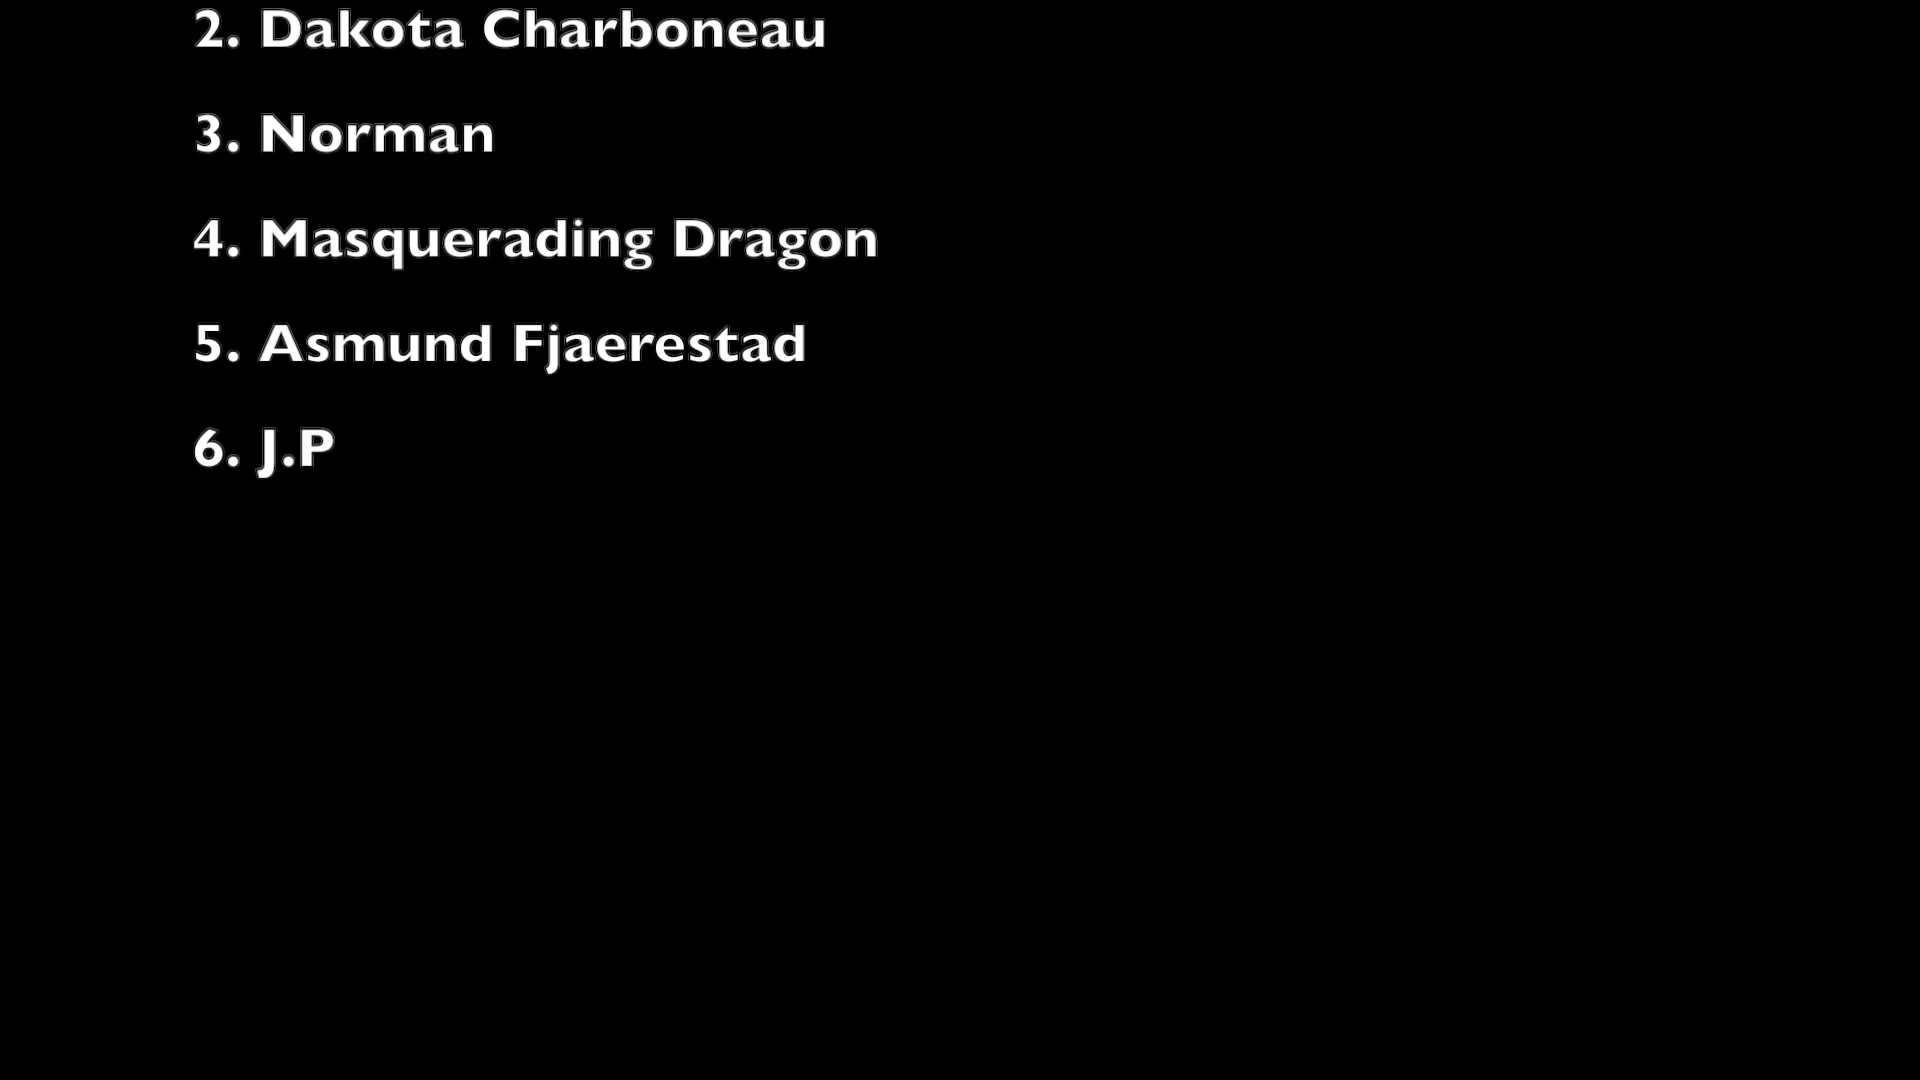 2. Dakota Charboneau
3. Norman
4. Masquerading Dragon
5. Asmund Fjaerestad
6. J.P